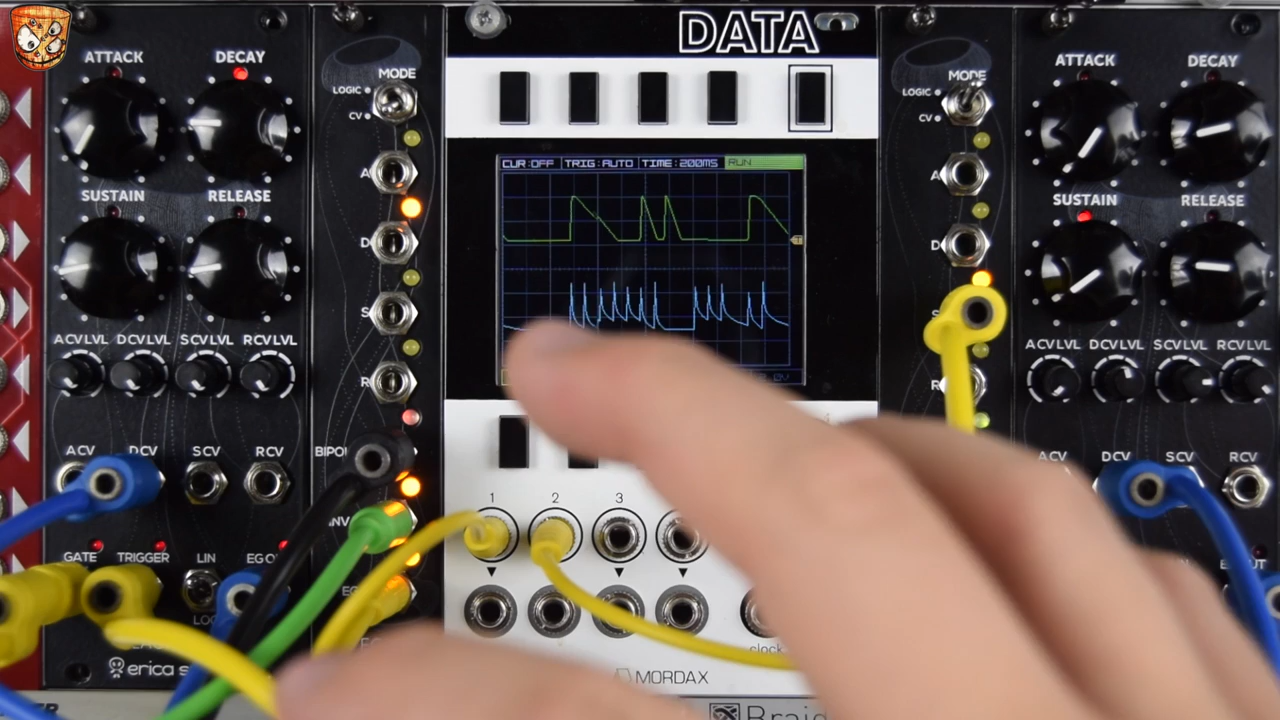 DATA
ATTACK
DECAY
MODE
LOGIC
CV
A
CUR:OFF TRIG:AUTO TIME:200MS RUN
SUSTAIN
RELEASE
D
S
R
ACVLVL DCVLVL SCVLVL RCVLVL
ACV DCV SCV RCV
GATE TRIGGER LIN
erica s
1 2 3
clock
MORDAX
Braid
MODE
LOGIC
CV
A
D
R
ATTACK
DECAY
SUSTAIN
RELEASE
ACVLVL DCVLVL SCVLVL RCVLVL
ACV DCV SCV RCV